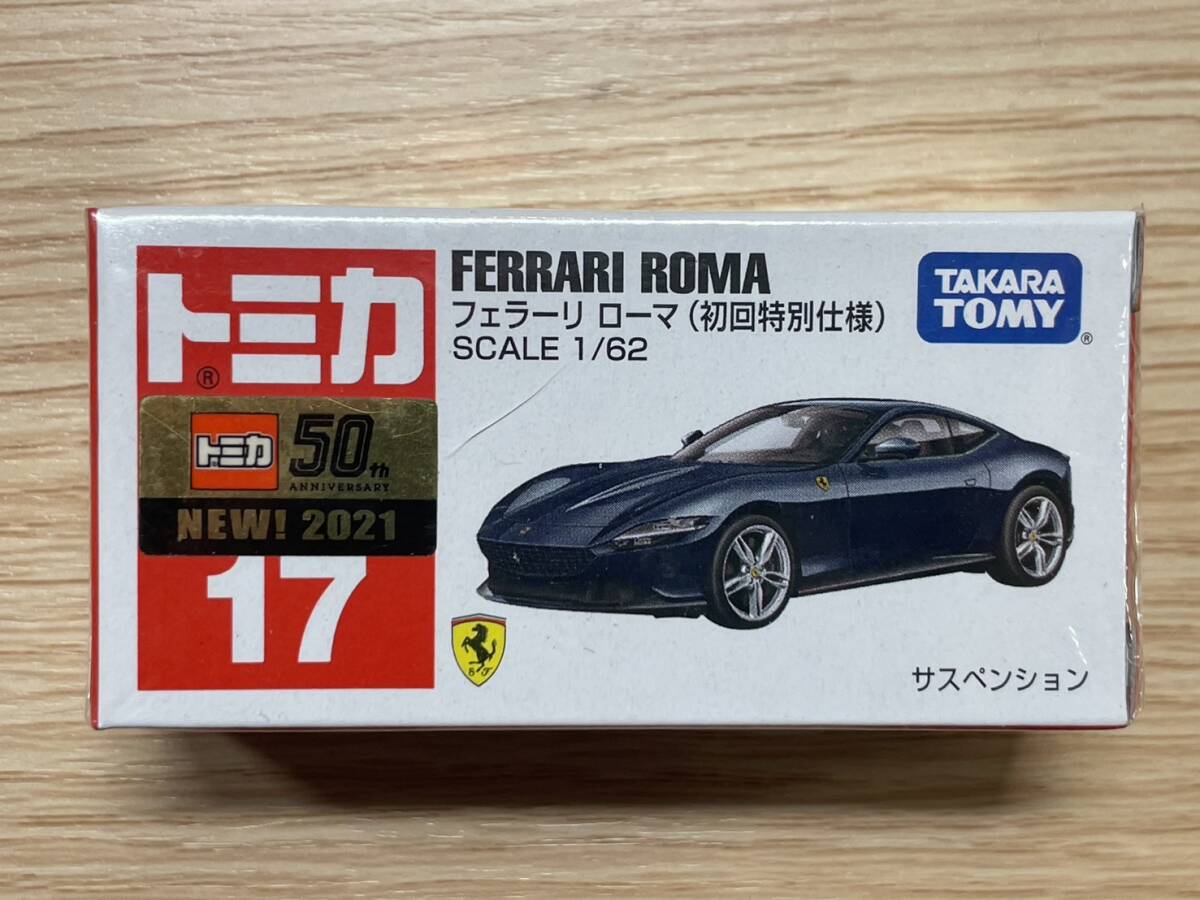 トミカ
®
トミカ
50th
ANNIVERSARY
NEW! 2021
17
FERRARI ROMA
フェラーリ ローマ（初回特別仕様）
SCALE 1/62
TAKARA
TOMY
®
S F
サスペンション